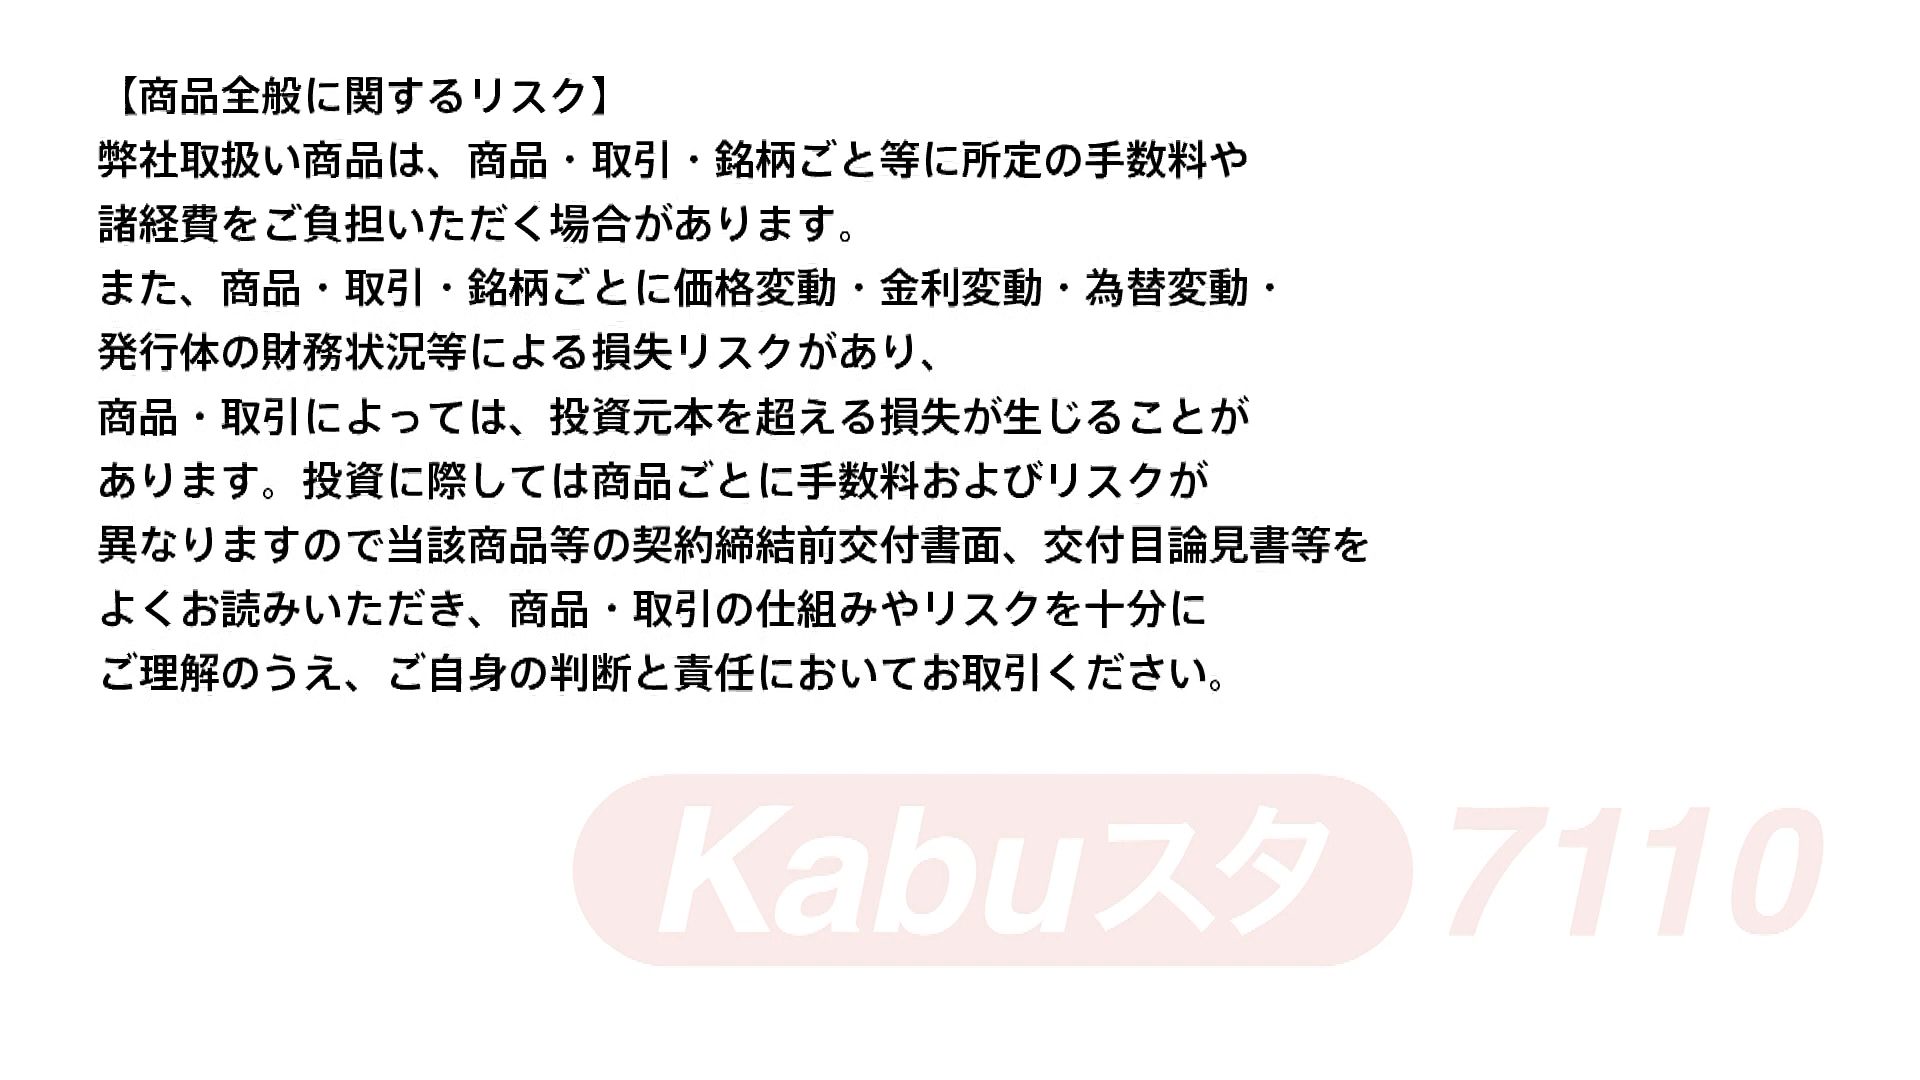 【商品全般に関するリスク】
弊社取扱い商品は、商品・取引・銘柄ごと等に所定の手数料や
諸経費をご負担いただく場合があります。
また、商品・取引・銘柄ごとに価格変動・金利変動・為替変動・
発行体の財務状況等による損失リスクがあり、
商品・取引によっては、投資元本を超える損失が生じることが
あります。投資に際しては商品ごとに手数料およびリスクが
異なりますので当該商品等の契約締結前交付書面、交付目論見書等を
よくお読みいただき、商品・取引の仕組みやリスクを十分に
ご理解のうえ、ご自身の判断と責任においてお取引ください。
Kabuスタ 7110